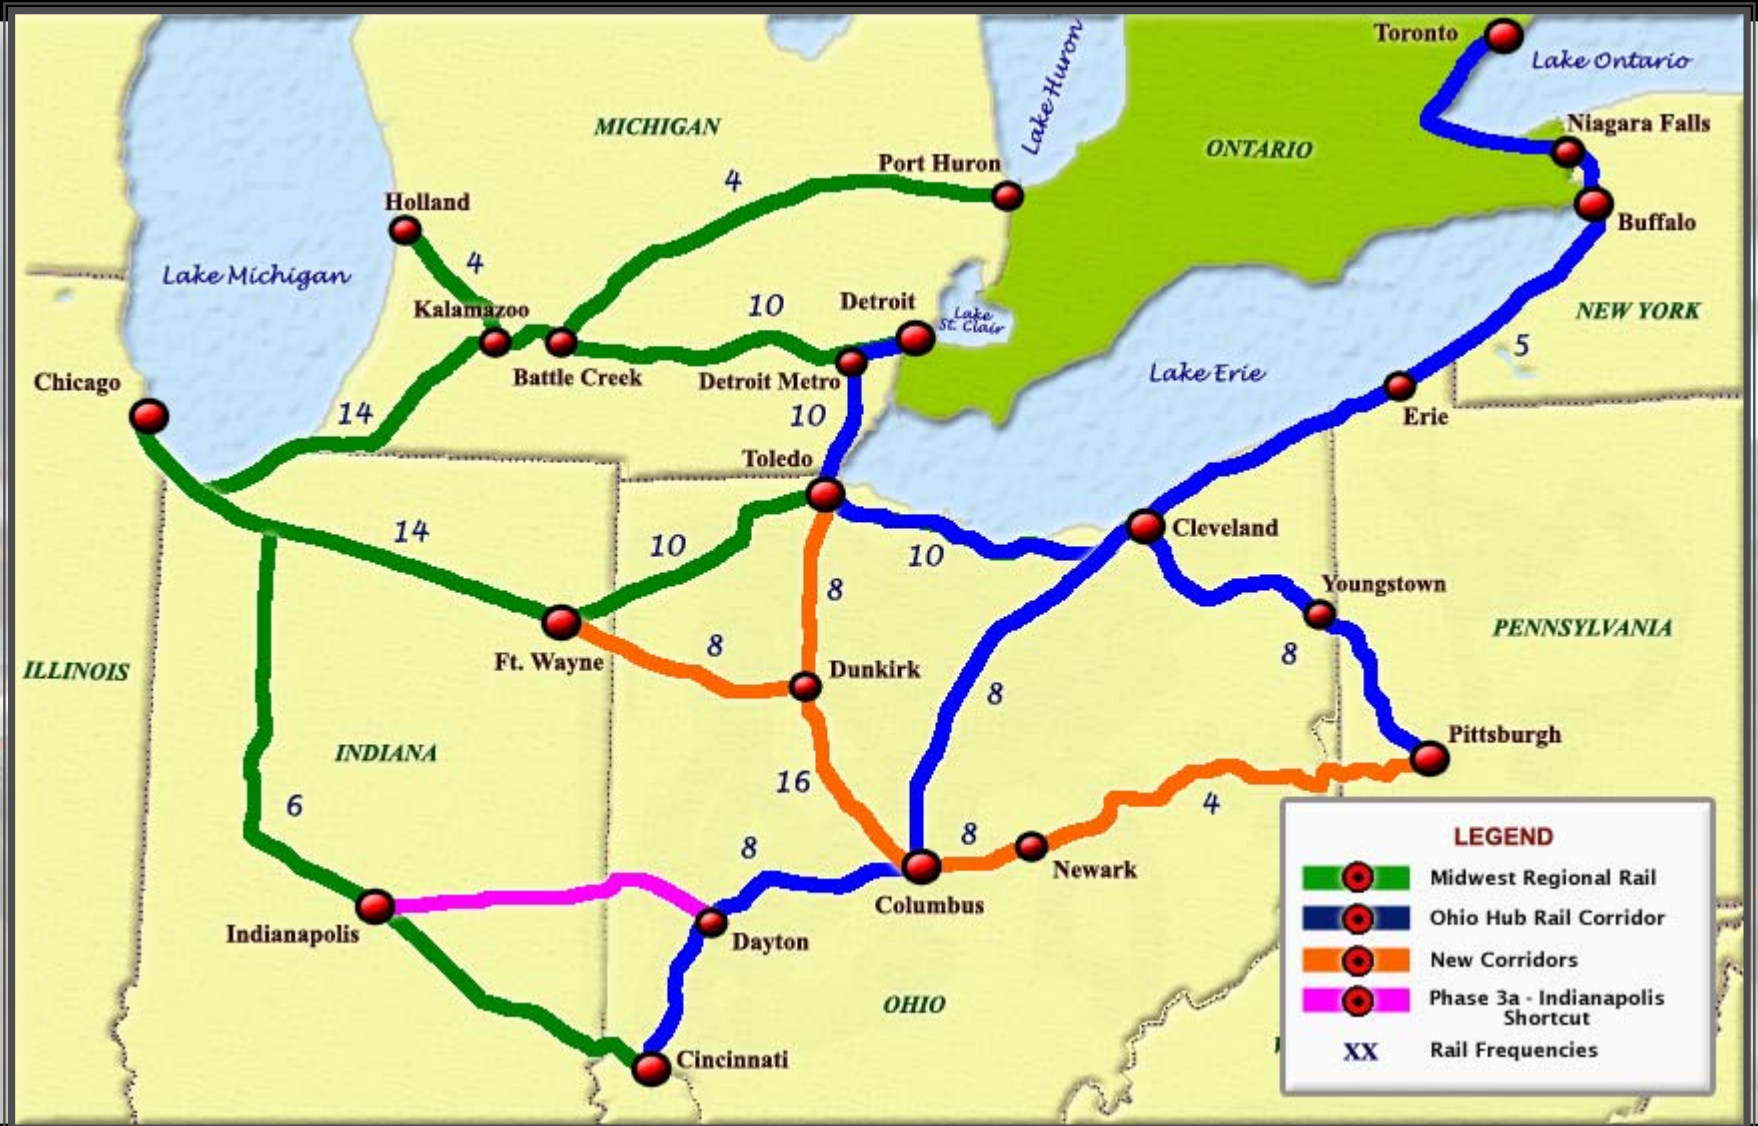 Toronto
Lake Ontario
Lake Huron
Niagara Falls
MICHIGAN
ONTARIO
Port Huron
4
Holland
Buffalo
4
Lake Michigan
Kalamazoo
10
Detroit
Lake
St. Clair
NEW YORK
5
Chicago
Battle Creek
Detroit Metro
Lake Erie
14
10
Erie
Toledo
14
10
10
Cleveland
8
Youngstown
PENNSYLVANIA
8
8
Ft. Wayne
Dunkirk
ILLINOIS
8
INDIANA
16
Pittsburgh
6
4
8
8
Newark
Columbus
Indianapolis
Dayton
OHIO
Cincinnati
LEGEND
Midwest Regional Rail
Ohio Hub Rail Corridor
New Corridors
Phase 3a - Indianapolis
Shortcut
XX Rail Frequencies